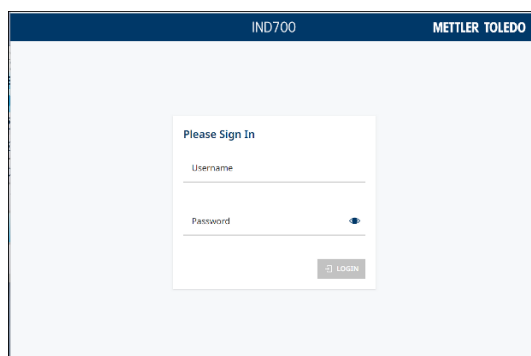 IND700
METTLER TOLEDO
Please Sign In
Username
Password
LOGIN